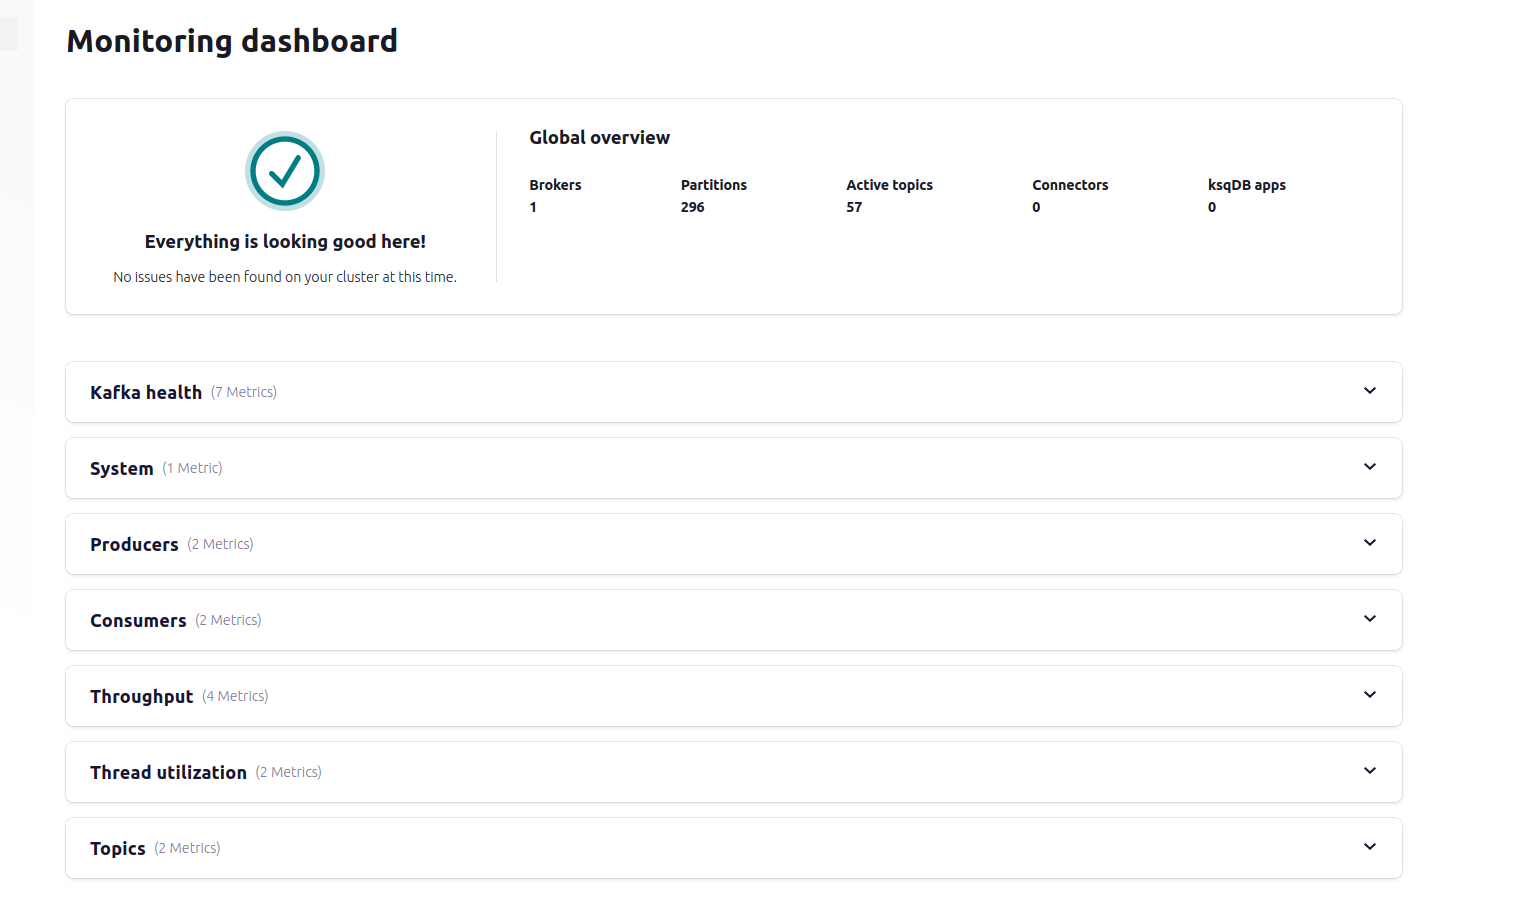 Monitoring dashboard
Everything is looking good here!
No issues have been found on your cluster at this time.
Global overview
Brokers Partitions Active topics Connectors ksqDB apps
1 296 57 0 0
Kafka health (7 Metrics)
System (1 Metric)
Producers (2 Metrics)
Consumers (2 Metrics)
Throughput (4 Metrics)
Thread utilization (2 Metrics)
Topics (2 Metrics)